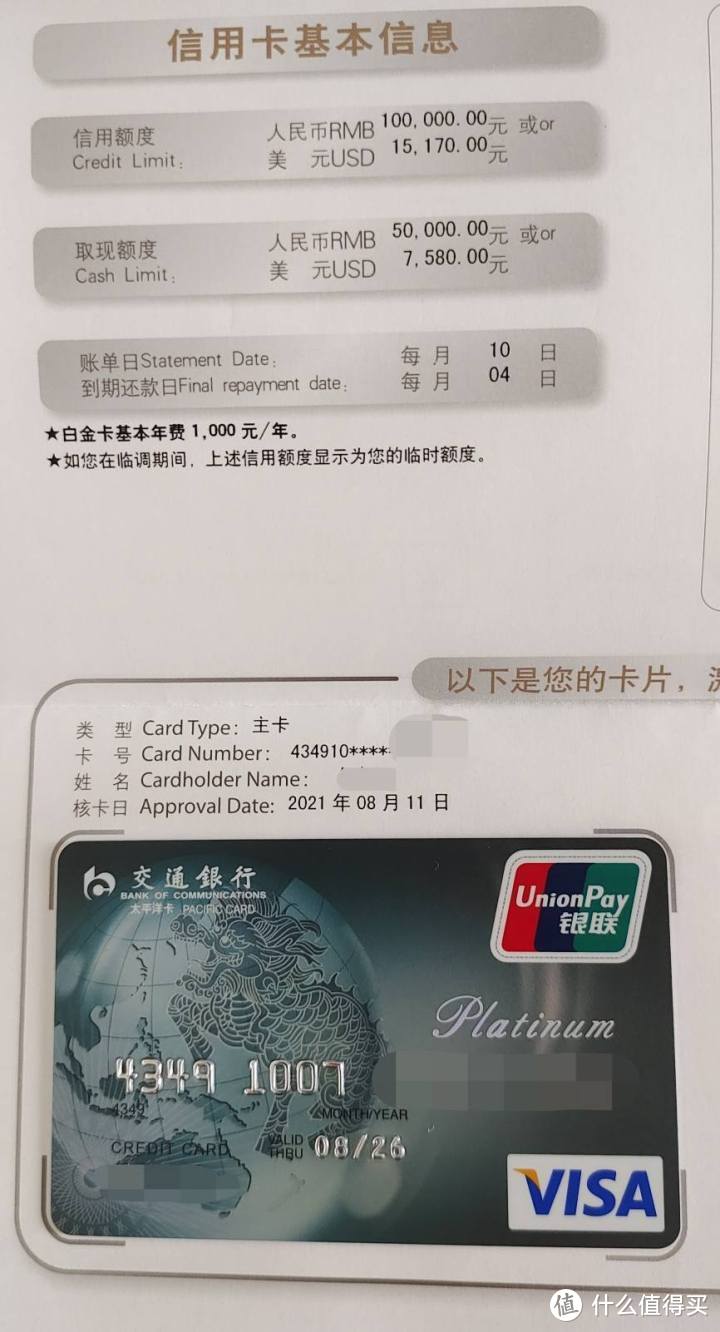 信用卡基本信息
信用额度 人民币RMB 100,000.00元 或or
Credit Limit: 美 元USD 15,170.00元
取现额度 人民币RMB 50,000.00元 或or
Cash Limit: 美 元USD 7,580.00元
账单日Statement Date: 每 月 10 日
到期还款日Final repayment date: 每 月 04 日
★白金卡基本年费 1,000 元/年。
★如您在临调期间，上述信用额度显示为您的临时额度。
以下是您的卡片，
类 型 Card Type: 主卡
卡 号 Card Number: 434910****
姓 名 Cardholder Name:
核卡日 Approval Date: 2021 年 08 月 11 日
交通銀行
BANK OF COMMUNICATIONS
太平洋卡 PACIFIC CARD
UnionPay
银联
Platinum
4349 1007
4349
MONTH/YEAR
CREDIT CARD VALID THRU 08/26
VISA
值 什么值得买